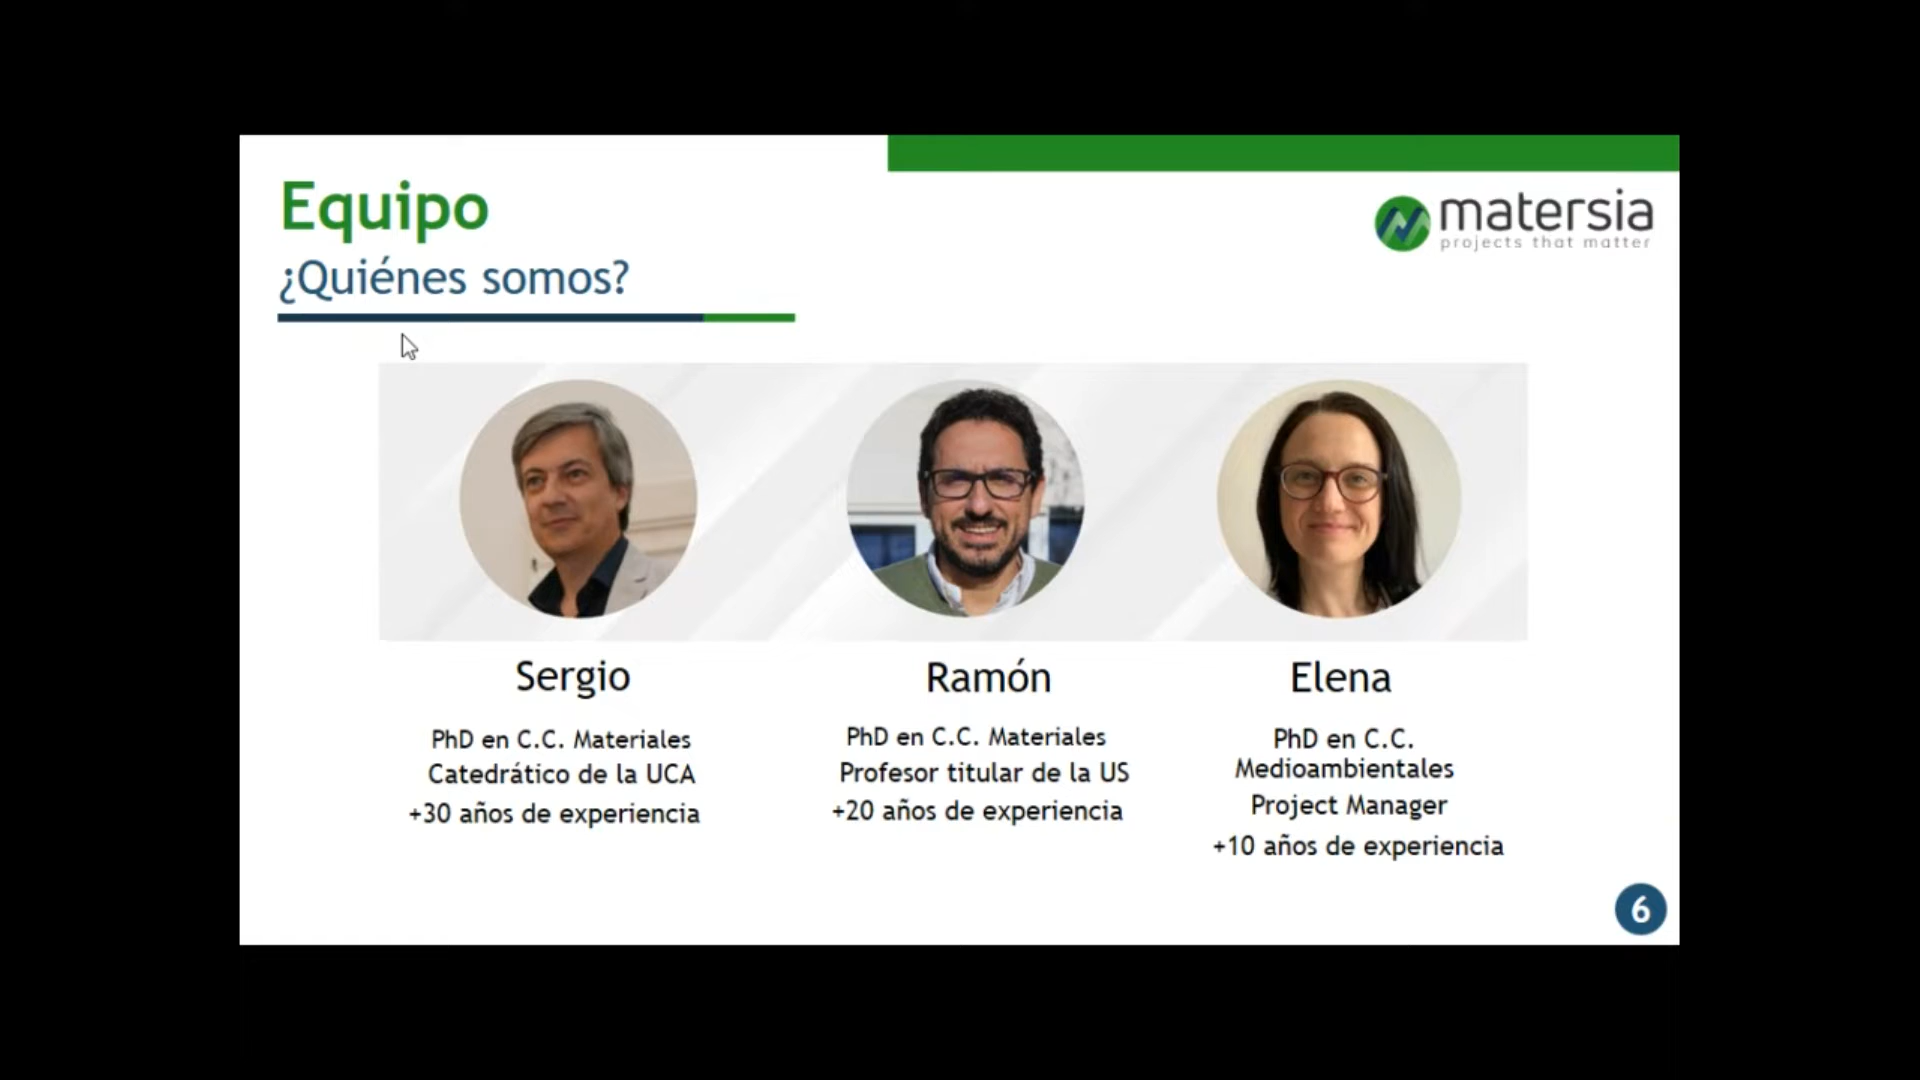 Equipo
¿Quiénes somos?
matersia
projects that matter
Sergio
PhD en C.C. Materiales
Catedrático de la UCA
+30 años de experiencia
Ramón
PhD en C.C. Materiales
Profesor titular de la US
+20 años de experiencia
Elena
PhD en C.C.
Medioambientales
Project Manager
+10 años de experiencia
6